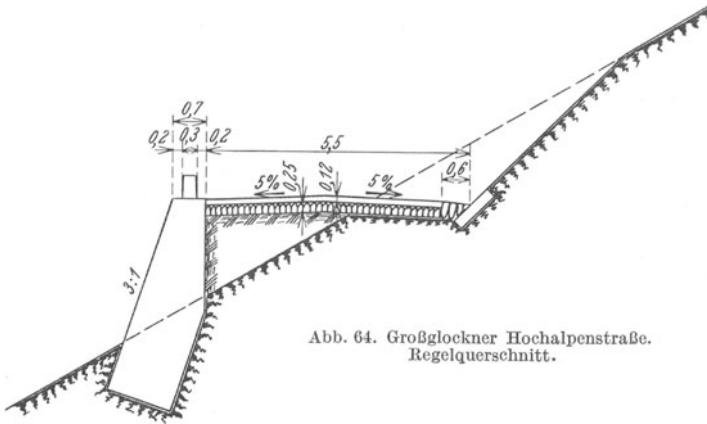 0,7
0,2 0,3 0,2
5,5
0,6
5% 0,25 0,12 5%
3:1
Abb. 64. Großglockner Hochalpenstraße.
Regelquerschnitt.